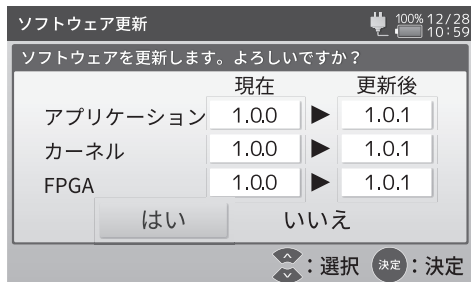 ソフトウェア更新 100% 12/28
10:59
ソフトウェアを更新します。よろしいですか？
現在 更新後
アプリケーション 1.0.0 ▶ 1.0.1
カーネル 1.0.0 ▶ 1.0.1
FPGA 1.0.0 ▶ 1.0.1
はい いいえ
：選択 決定：決定